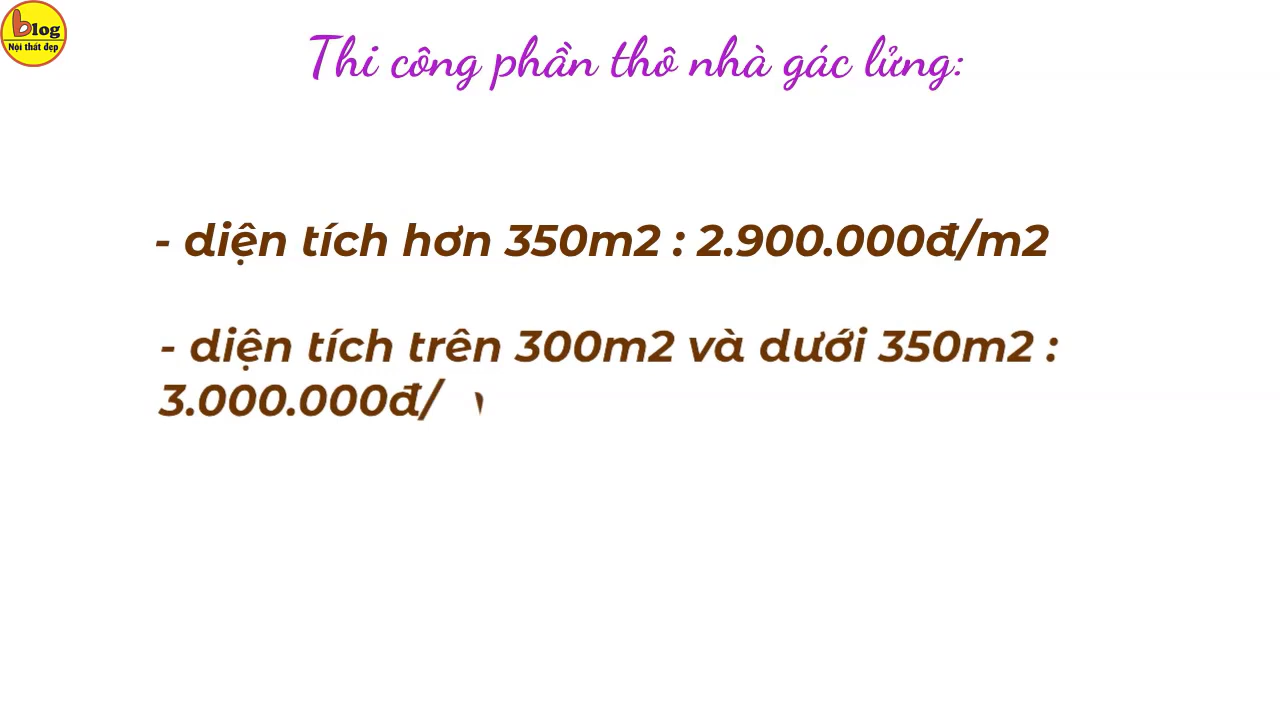 blog
Nội thất đẹp
Thi công phần thô nhà gác lửng:
- diện tích hơn 350m2 : 2.900.000đ/m2
- diện tích trên 300m2 và dưới 350m2 :
3.000.000đ/